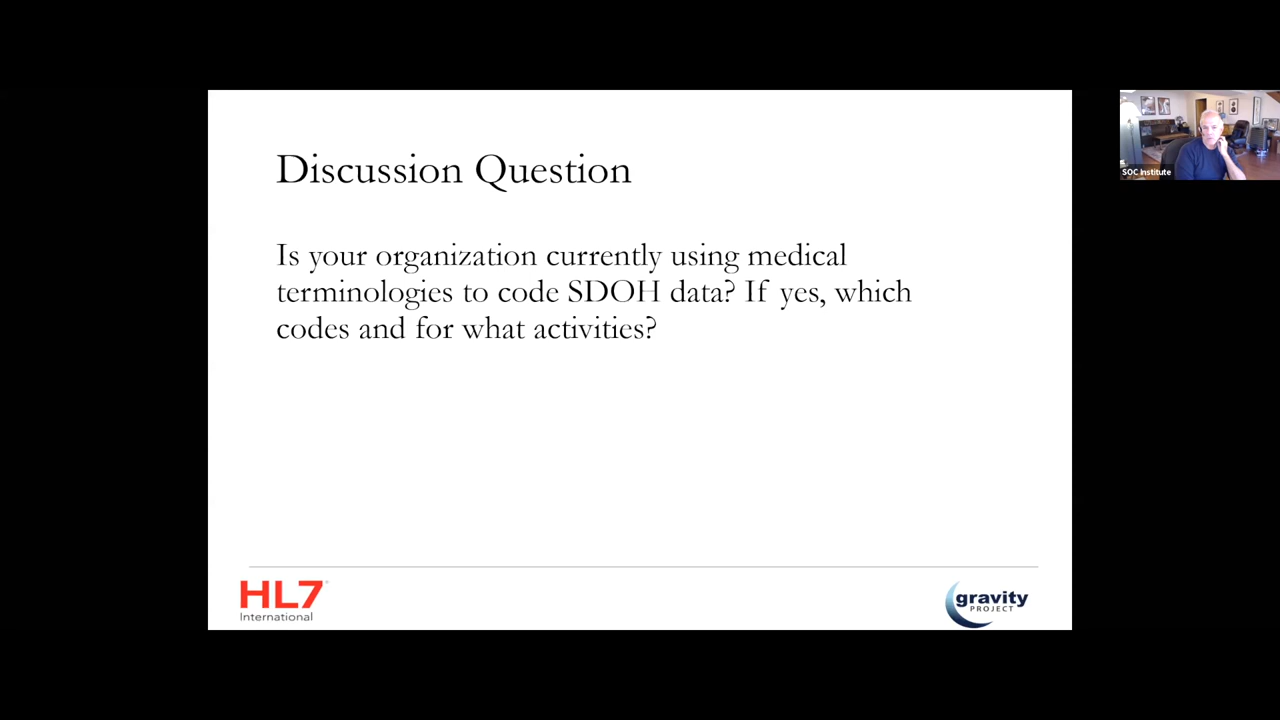 Discussion Question
Is your organization currently using medical
terminologies to code SDOH data? If yes, which
codes and for what activities?
SOC Institute
HL7
International
gravity
PROJECT